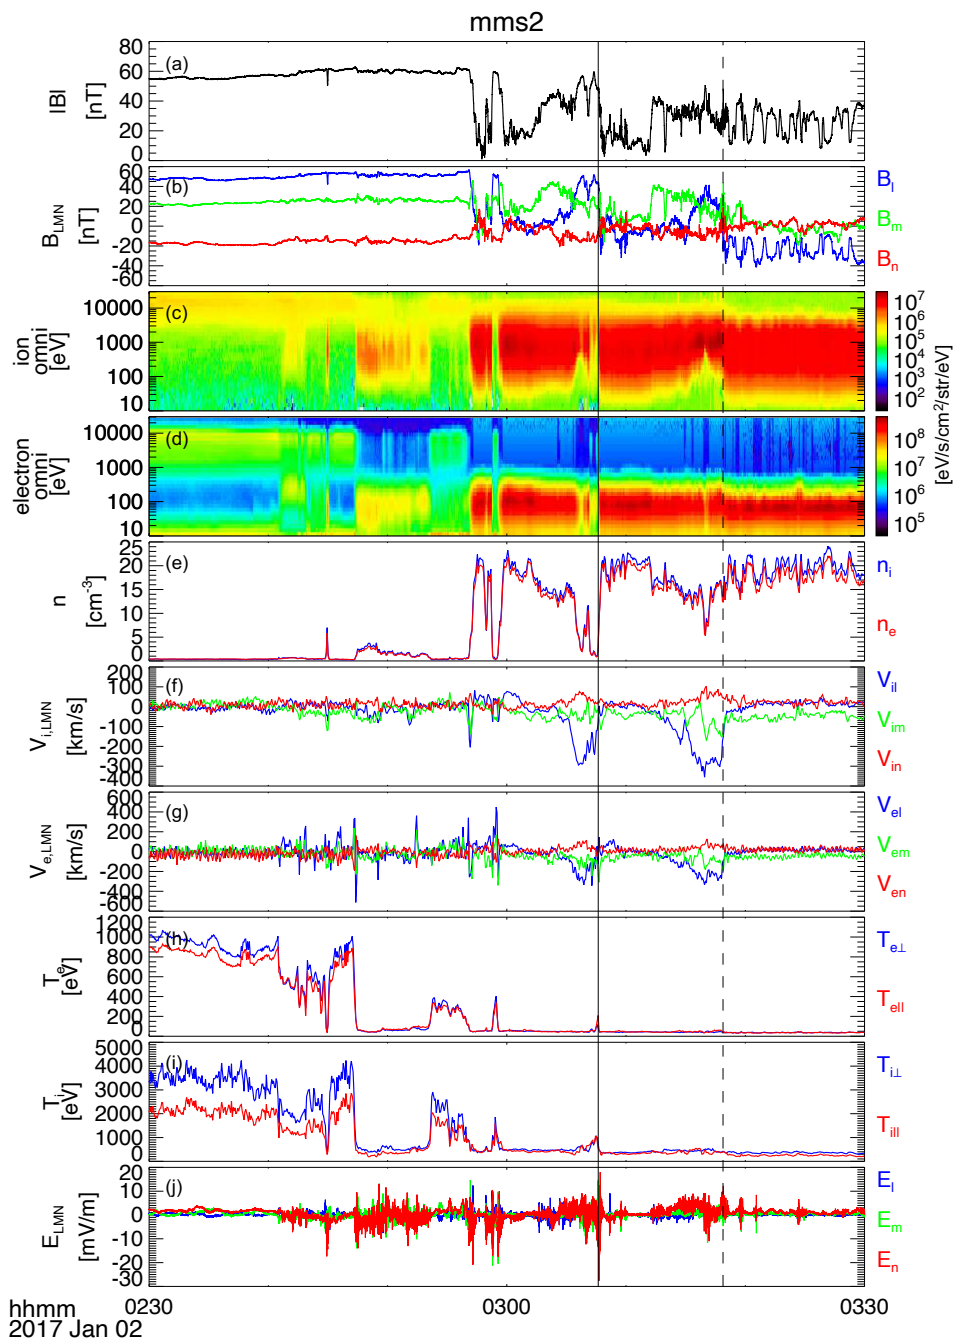 mms2
(a)
|B|
[nT]
80
60
40
20
0
(b)
B_LMN
[nT]
60
40
20
0
-20
-40
-60
B_l
B_m
B_n
(c)
ion
omni
[eV]
10000
1000
100
10
10^7
10^6
10^5
10^4
10^3
10^2
(d)
electron
omni
[eV]
10000
1000
100
10
10^8
10^7
10^6
10^5
[eV/s/cm^2/str/eV]
(e)
n
[cm^-3]
25
20
15
10
5
0
n_i
n_e
(f)
V_i,LMN
[km/s]
200
100
0
-100
-200
-300
-400
V_il
V_im
V_in
(g)
V_e,LMN
[km/s]
600
400
200
0
-200
-400
-600
V_el
V_em
V_en
(h)
T_e
[eV]
1200
1000
800
600
400
200
0
T_e⊥
T_ell
(i)
T_i
[eV]
5000
4000
3000
2000
1000
0
T_i⊥
T_ill
(j)
E_LMN
[mV/m]
20
10
0
-10
-20
-30
E_l
E_m
E_n
hhmm 0230 0300 0330
2017 Jan 02